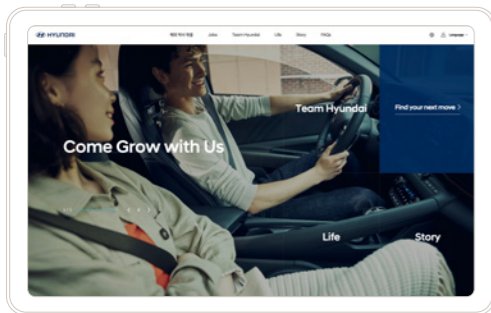 HYUNDAI
Jobs Team Hyundai Life Story FAQs
Language
Team Hyundai
Find your next move
Come Grow with Us
Life Story